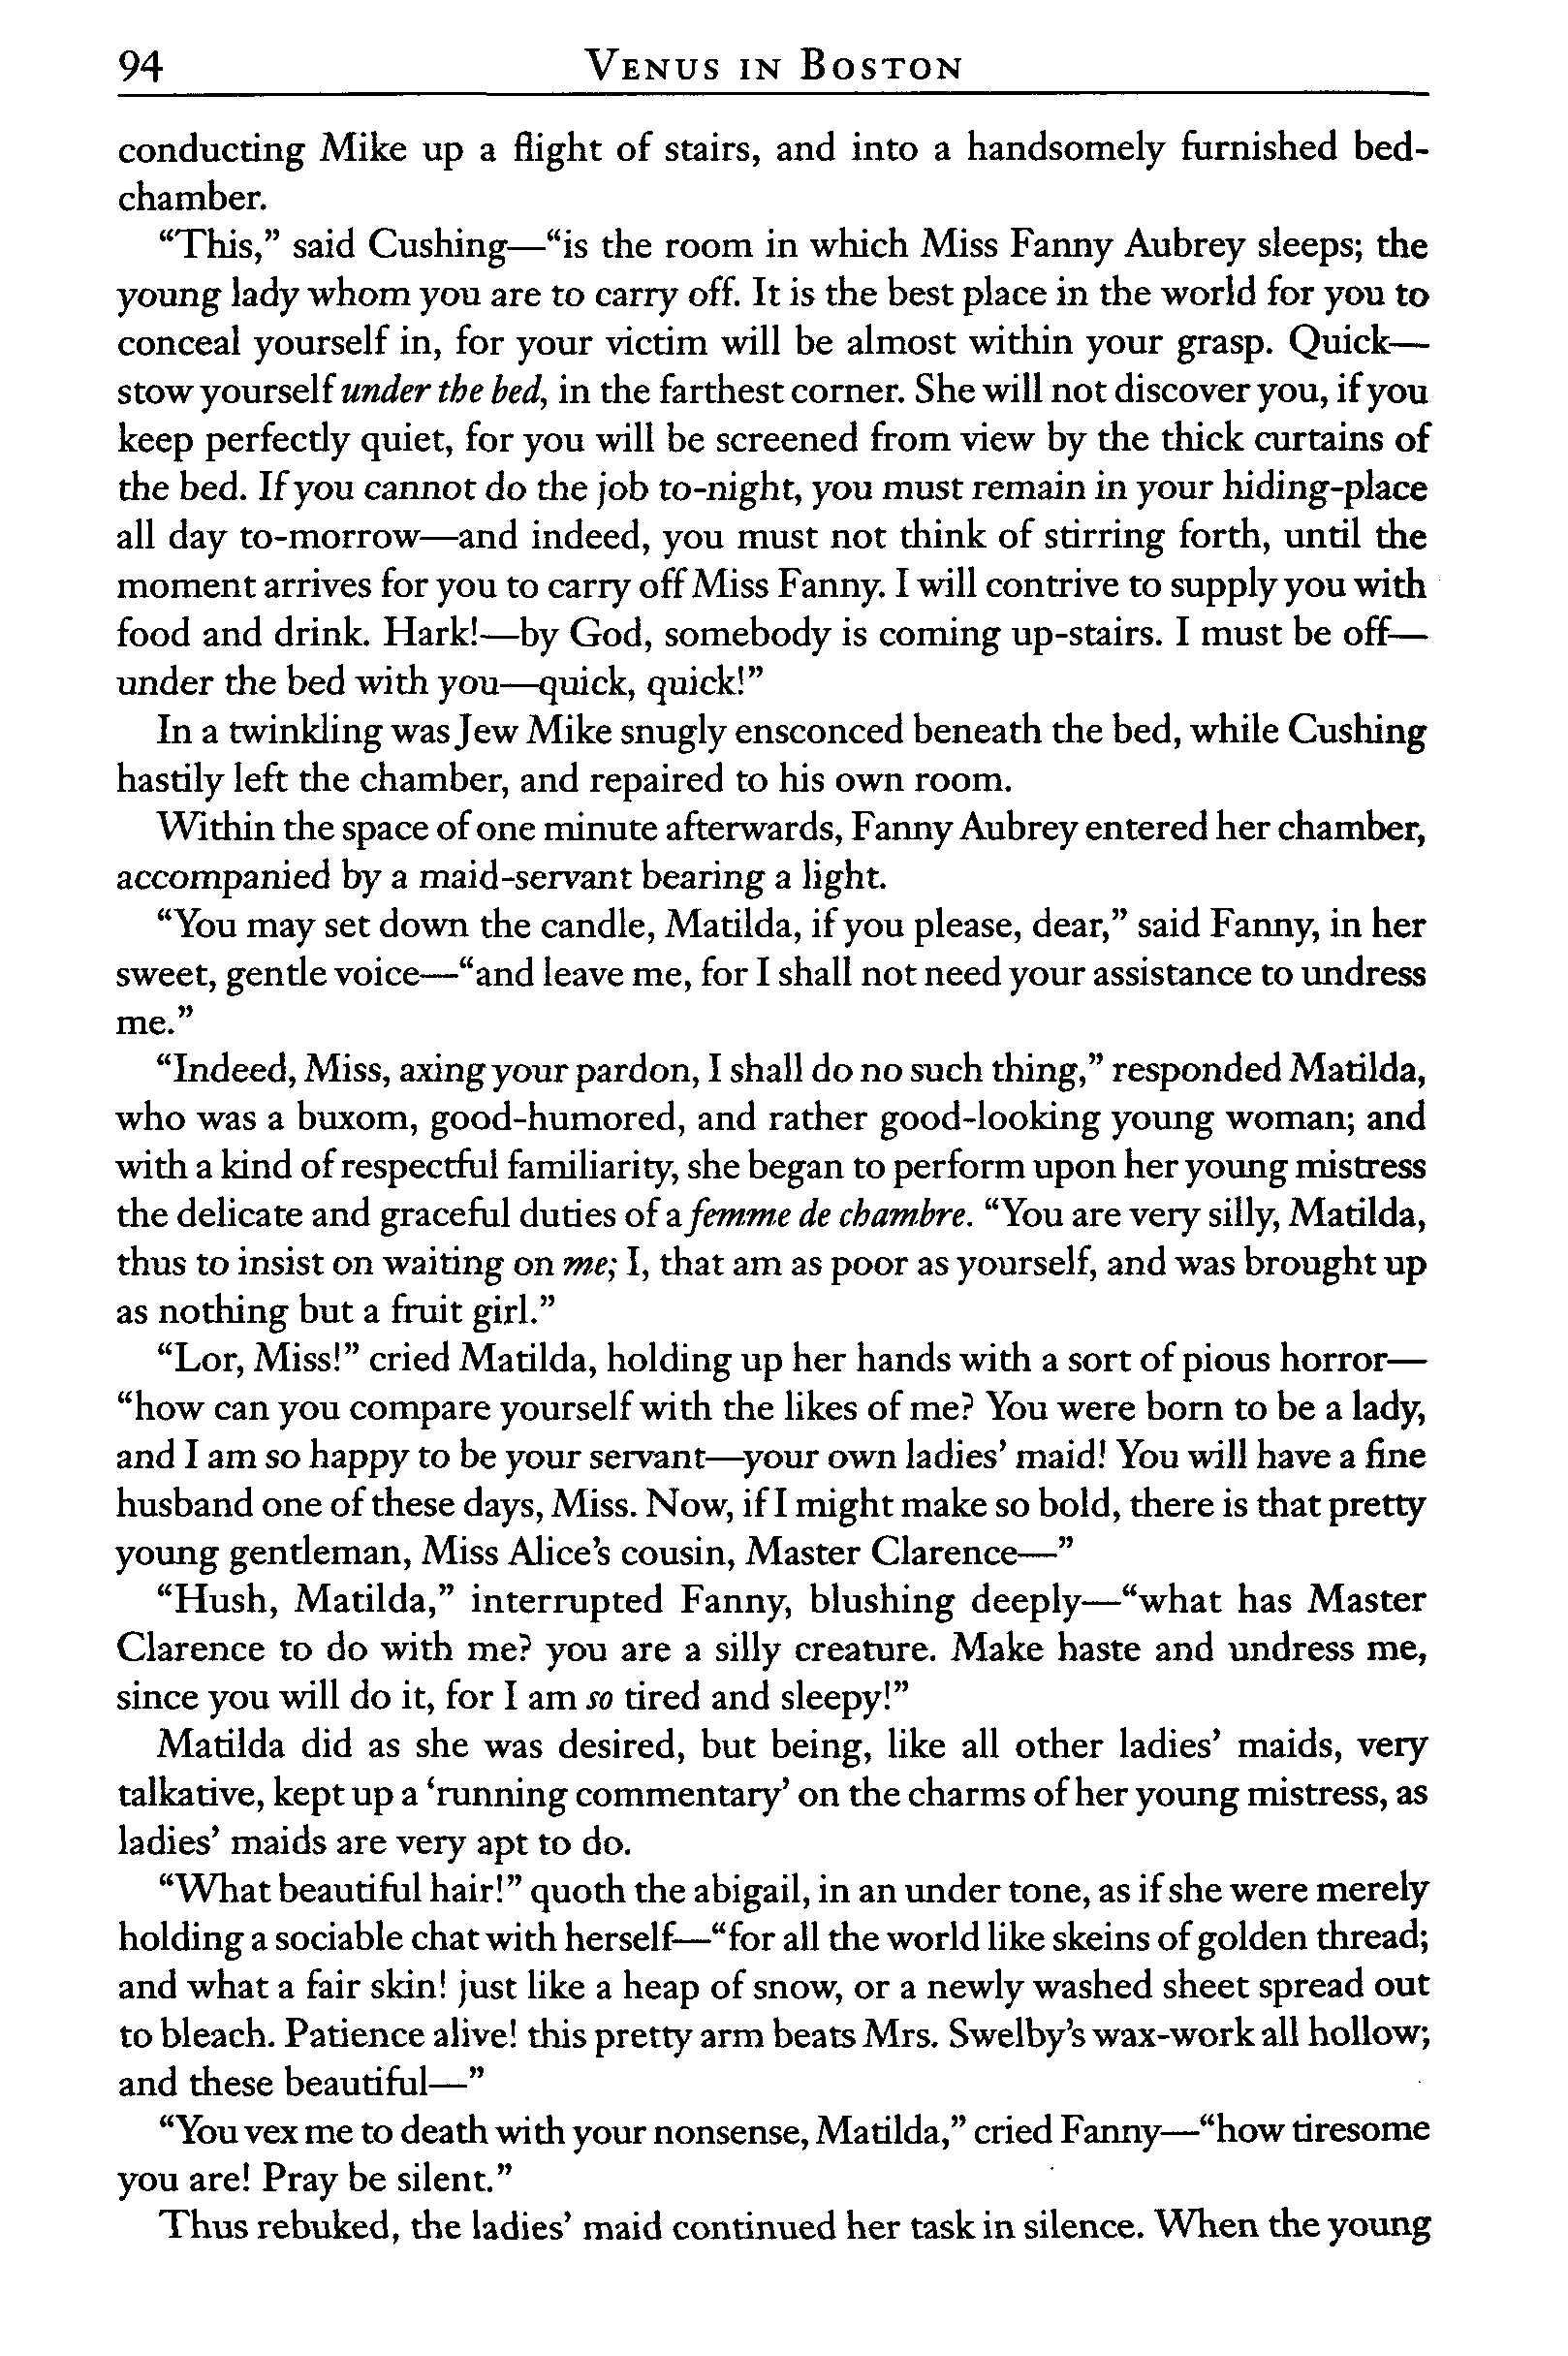 94 VENUS IN BOSTON
conducting Mike up a flight of stairs, and into a handsomely furnished bed-
chamber.
“This,” said Cushing—“is the room in which Miss Fanny Aubrey sleeps; the
young lady whom you are to carry off. It is the best place in the world for you to
conceal yourself in, for your victim will be almost within your grasp. Quick—
stow yourself under the bed, in the farthest corner. She will not discover you, if you
keep perfectly quiet, for you will be screened from view by the thick curtains of
the bed. If you cannot do the job to-night, you must remain in your hiding-place
all day to-morrow—and indeed, you must not think of stirring forth, until the
moment arrives for you to carry off Miss Fanny. I will contrive to supply you with
food and drink. Hark!—by God, somebody is coming up-stairs. I must be off—
under the bed with you—quick, quick!”
In a twinkling was Jew Mike snugly ensconced beneath the bed, while Cushing
hastily left the chamber, and repaired to his own room.
Within the space of one minute afterwards, Fanny Aubrey entered her chamber,
accompanied by a maid-servant bearing a light.
“You may set down the candle, Matilda, if you please, dear,” said Fanny, in her
sweet, gentle voice—“and leave me, for I shall not need your assistance to undress
me.”
“Indeed, Miss, axing your pardon, I shall do no such thing,” responded Matilda,
who was a buxom, good-humored, and rather good-looking young woman; and
with a kind of respectful familiarity, she began to perform upon her young mistress
the delicate and graceful duties of a femme de chambre. “You are very silly, Matilda,
thus to insist on waiting on me; I, that am as poor as yourself, and was brought up
as nothing but a fruit girl.”
“Lor, Miss!” cried Matilda, holding up her hands with a sort of pious horror—
“how can you compare yourself with the likes of me? You were born to be a lady,
and I am so happy to be your servant—your own ladies’ maid! You will have a fine
husband one of these days, Miss. Now, if I might make so bold, there is that pretty
young gentleman, Miss Alice’s cousin, Master Clarence—”
“Hush, Matilda,” interrupted Fanny, blushing deeply—“what has Master
Clarence to do with me? you are a silly creature. Make haste and undress me,
since you will do it, for I am so tired and sleepy!”
Matilda did as she was desired, but being, like all other ladies’ maids, very
talkative, kept up a ‘running commentary’ on the charms of her young mistress, as
ladies’ maids are very apt to do.
“What beautiful hair!” quoth the abigail, in an under tone, as if she were merely
holding a sociable chat with herself—“for all the world like skeins of golden thread;
and what a fair skin! just like a heap of snow, or a newly washed sheet spread out
to bleach. Patience alive! this pretty arm beats Mrs. Swelby’s wax-work all hollow;
and these beautiful—”
“You vex me to death with your nonsense, Matilda,” cried Fanny—“how tiresome
you are! Pray be silent.”
Thus rebuked, the ladies’ maid continued her task in silence. When the young